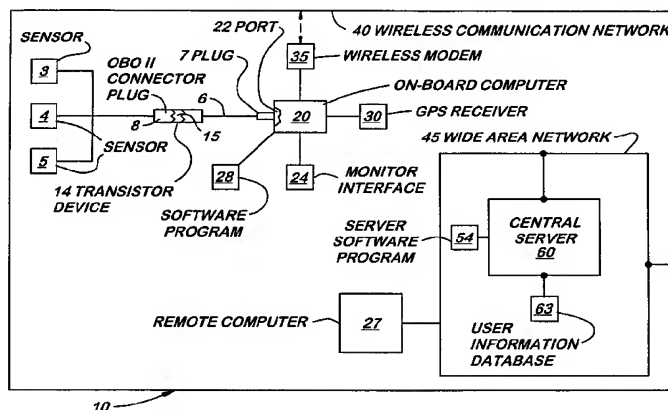 22 PORT
40 WIRELESS COMMUNICATION NETWORK
SENSOR
3
OBO II
CONNECTOR
PLUG
7 PLUG
35
WIRELESS MODEM
6
ON-BOARD COMPUTER
4
8
15
20
30
GPS RECEIVER
SENSOR
5
14 TRANSISTOR
DEVICE
28
SOFTWARE
PROGRAM
24
MONITOR
INTERFACE
45 WIDE AREA NETWORK
SERVER
SOFTWARE
PROGRAM
54
CENTRAL
SERVER
60
REMOTE COMPUTER
27
63
USER
INFORMATION
DATABASE
10